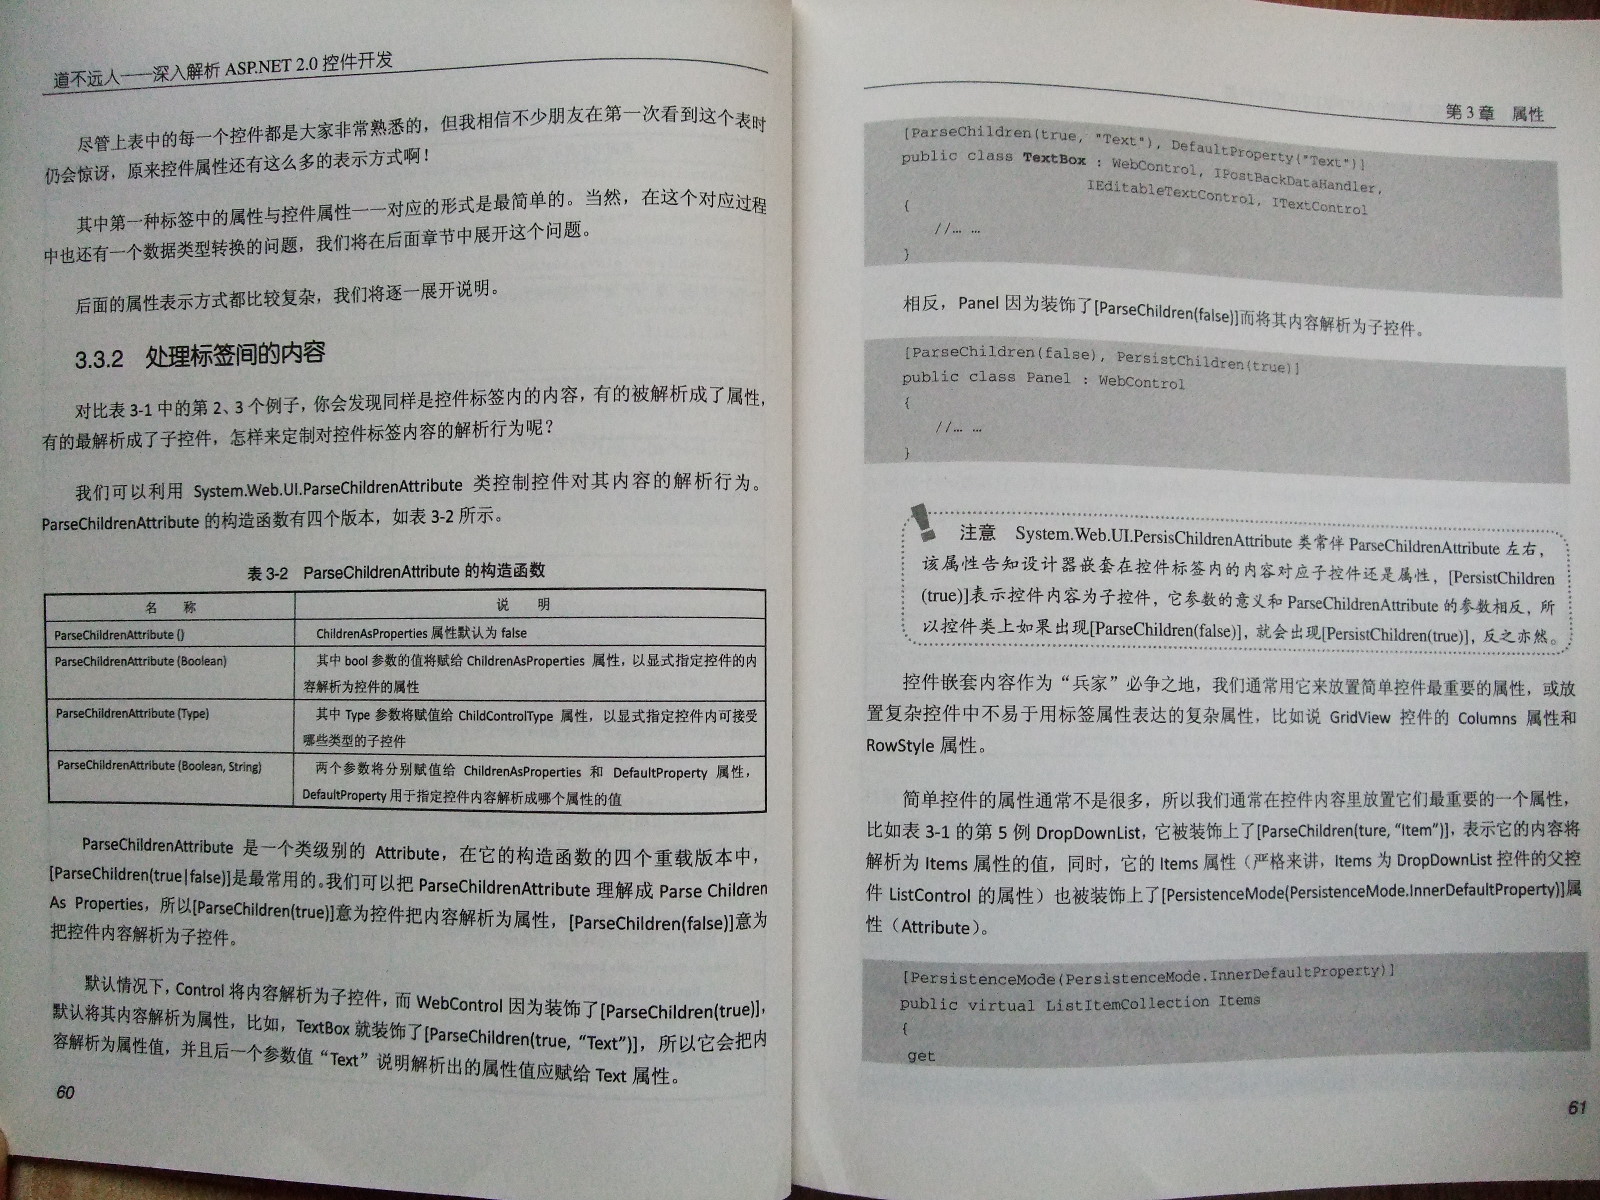 道不远人——深入解析 ASP.NET 2.0 控件开发
尽管上表中的每一个控件都是大家非常熟悉的，但我相信不少朋友在第一次看到这个表时
仍会惊讶，原来控件属性还有这么多的表示方式啊！
其中第一种标签中的属性与控件属性一一对应的形式是最简单的。当然，在这个对应过程
中也还有一个数据类型转换的问题，我们将在后面章节中展开这个问题。
后面的属性表示方式都比较复杂，我们将逐一展开说明。
3.3.2 处理标签间的内容
对比表 3-1 中的第 2、3 个例子，你会发现同样是控件标签内的内容，有的被解析成了属性，
有的最解析成了子控件，怎样来定制对控件标签内容的解析行为呢？
我们可以利用 System.Web.UI.ParseChildrenAttribute 类控制控件对其内容的解析行为。
ParseChildrenAttribute 的构造函数有四个版本，如表 3-2 所示。
表 3-2 ParseChildrenAttribute 的构造函数
名 称 说 明
ParseChildrenAttribute () ChildrenAsProperties 属性默认为 false
ParseChildrenAttribute (Boolean) 其中 bool 参数的值将赋给 ChildrenAsProperties 属性，以显式指定控件的内
容解析为控件的属性
ParseChildrenAttribute (Type) 其中 Type 参数将赋值给 ChildControlType 属性，以显式指定控件内可接受
哪些类型的子控件
ParseChildrenAttribute (Boolean, String) 两个参数将分别赋值给 ChildrenAsProperties 和 DefaultProperty 属性，
DefaultProperty 用于指定控件内容解析成哪个属性的值
ParseChildrenAttribute 是一个类级别的 Attribute，在它的构造函数的四个重载版本中，
[ParseChildren(true|false)]是最常用的。我们可以把 ParseChildrenAttribute 理解成 Parse Children
As Properties，所以[ParseChildren(true)]意为控件把内容解析为属性，[ParseChildren(false)]意为
把控件内容解析为子控件。
默认情况下，Control 将内容解析为子控件，而 WebControl 因为装饰了[ParseChildren(true)]，
默认将其内容解析为属性，比如，TextBox 就装饰了[ParseChildren(true, “Text”)]，所以它会把内
容解析为属性值，并且后一个参数值“Text”说明解析出的属性值应赋给 Text 属性。
60
第 3 章 属性
[ParseChildren(true, "Text"), DefaultProperty("Text")]
public class TextBox : WebControl, IPostBackDataHandler,
IEditableTextControl, ITextControl
{
//… …
}
相反，Panel 因为装饰了[ParseChildren(false)]而将其内容解析为子控件。
[ParseChildren(false), PersistChildren(true)]
public class Panel : WebControl
{
//… …
}
注意 System.Web.UI.PersisChildrenAttribute 类常伴 ParseChildrenAttribute 左右，
该属性告知设计器嵌套在控件标签内的内容对应子控件还是属性，[PersistChildren
(true)]表示控件内容为子控件，它参数的意义和 ParseChildrenAttribute 的参数相反，所
以控件类上如果出现[ParseChildren(false)]，就会出现[PersistChildren(true)]，反之亦然。
控件嵌套内容作为“兵家”必争之地，我们通常用它来放置简单控件最重要的属性，或放
置复杂控件中不易于用标签属性表达的复杂属性，比如说 GridView 控件的 Columns 属性和
RowStyle 属性。
简单控件的属性通常不是很多，所以我们通常在控件内容里放置它们最重要的一个属性，
比如表 3-1 的第 5 例 DropDownList，它被装饰上了[ParseChildren(ture, “Item”)]，表示它的内容将
解析为 Items 属性的值，同时，它的 Items 属性（严格来讲，Items 为 DropDownList 控件的父控
件 ListControl 的属性）也被装饰上了[PersistenceMode(PersistenceMode.InnerDefaultProperty)]属
性（Attribute）。
[PersistenceMode(PersistenceMode.InnerDefaultProperty)]
public virtual ListItemCollection Items
{
get
61